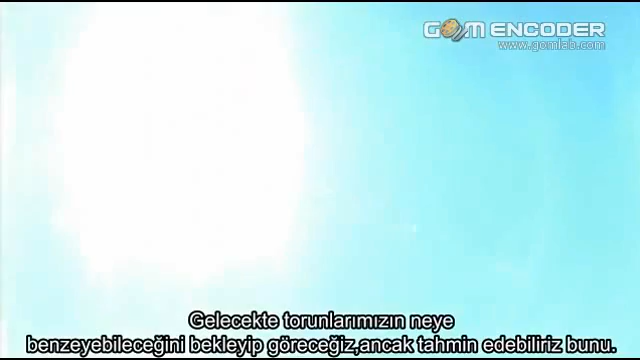 GOM ENCODER
www.gomlab.com
Gelecekte torunlarımızın neye
benzeyebileceğini bekleyip göreceğiz,ancak tahmin edebiliriz bunu.